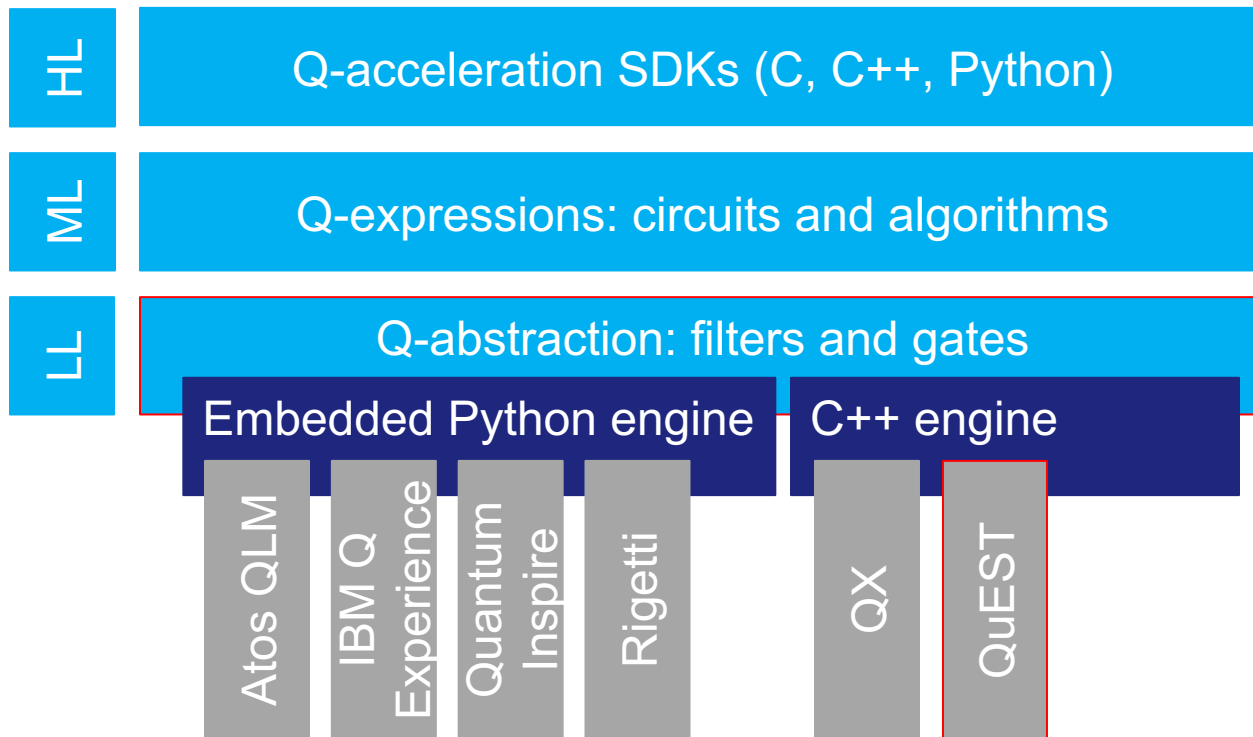 HL
Q-acceleration SDKs (C, C++, Python)
ML
Q-expressions: circuits and algorithms
LL
Q-abstraction: filters and gates
Embedded Python engine
C++ engine
Atos QLM
IBM Q
Experience
Quantum
Inspire
Rigetti
QX
QuEST